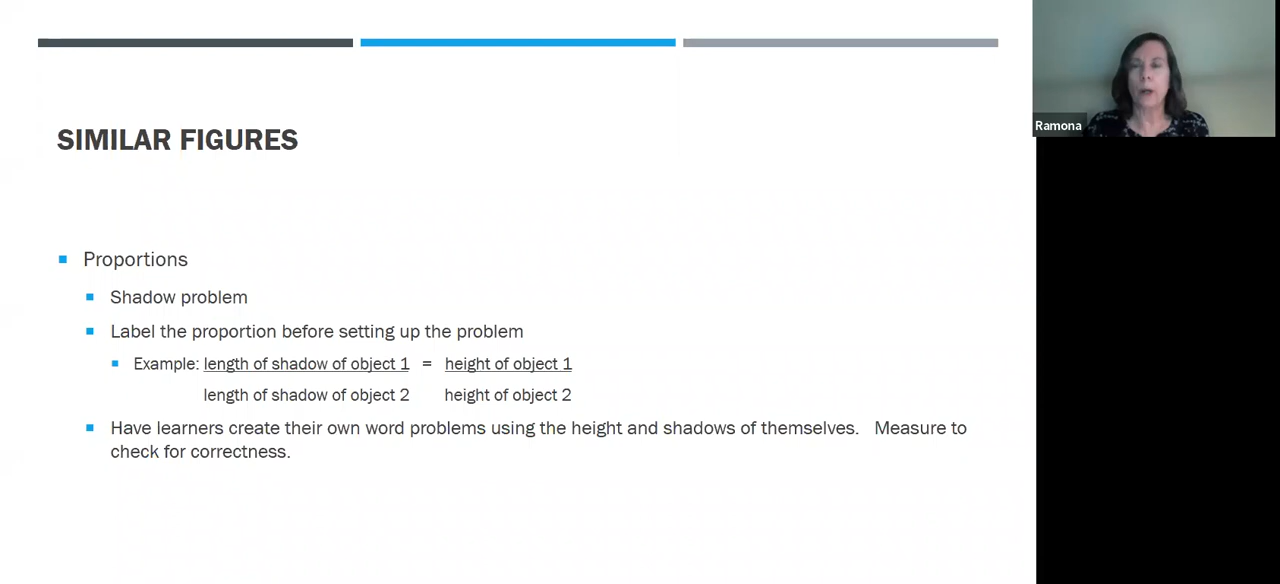 SIMILAR FIGURES
Proportions
Shadow problem
Label the proportion before setting up the problem
Example: length of shadow of object 1 = height of object 1
length of shadow of object 2 height of object 2
Have learners create their own word problems using the height and shadows of themselves. Measure to
check for correctness.
Ramona